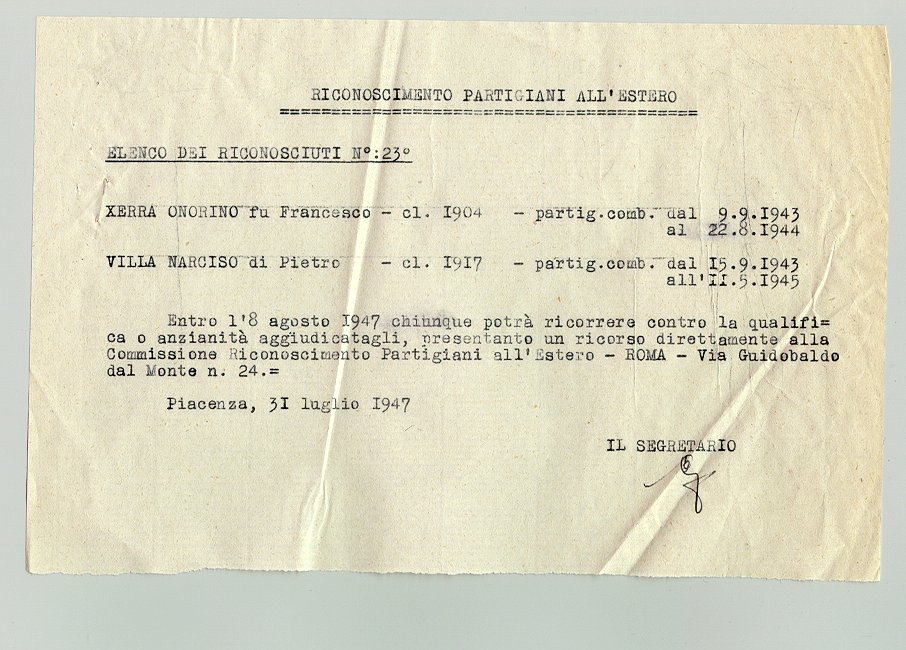 RICONOSCIMENTO PARTIGIANI ALL'ESTERO
=====================================
ELENCO DEI RICONOSCIUTI N°:23°
XERRA ONORINO fu Francesco - cl. I904 - partig.comb. dal 9.9.I943
al 22.8.I944
VILLA NARCISO di Pietro - cl. I9I7 - partig.comb. dal I5.9.I943
all'II.5.I945
Entro l'8 agosto I947 chiunque potrà ricorrere contro la qualifi=
ca o anzianità aggiudicatagli, presentanto un ricorso direttamente alla
Commissione Riconoscimento Partigiani all'Estero - ROMA - Via Guidobaldo
dal Monte n. 24.=
Piacenza, 3I luglio I947
IL SEGRETARIO